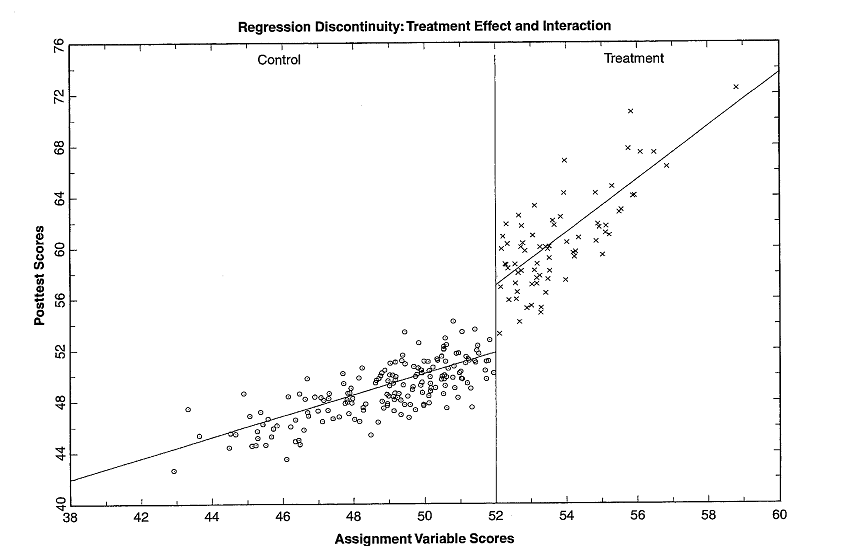 Regression Discontinuity: Treatment Effect and Interaction
Control
Treatment
76
72
68
64
60
56
52
48
44
40
Posttest Scores
38 42 44 46 48 50 52 54 56 58 60
Assignment Variable Scores